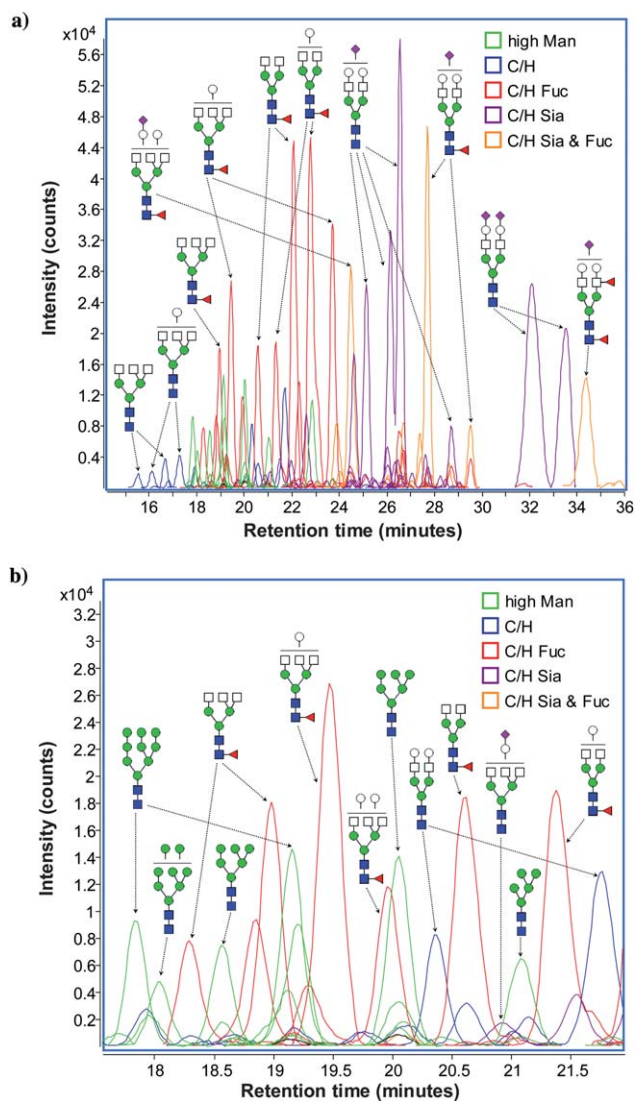 a)
x10⁴
5.6
5.2
4.8
4.4
4
3.6
3.2
2.8
2.4
2.0
1.6
1.2
0.8
0.4
Intensity (counts)
high Man
C/H
C/H Fuc
C/H Sia
C/H Sia & Fuc
16 18 20 22 24 26 28 30 32 34 36
Retention time (minutes)
b)
x10⁴
3.2
3
2.8
2.6
2.4
2.2
2
1.8
1.6
1.4
1.2
1
0.8
0.6
0.4
0.2
Intensity (counts)
high Man
C/H
C/H Fuc
C/H Sia
C/H Sia & Fuc
18 18.5 19 19.5 20 20.5 21 21.5
Retention time (minutes)